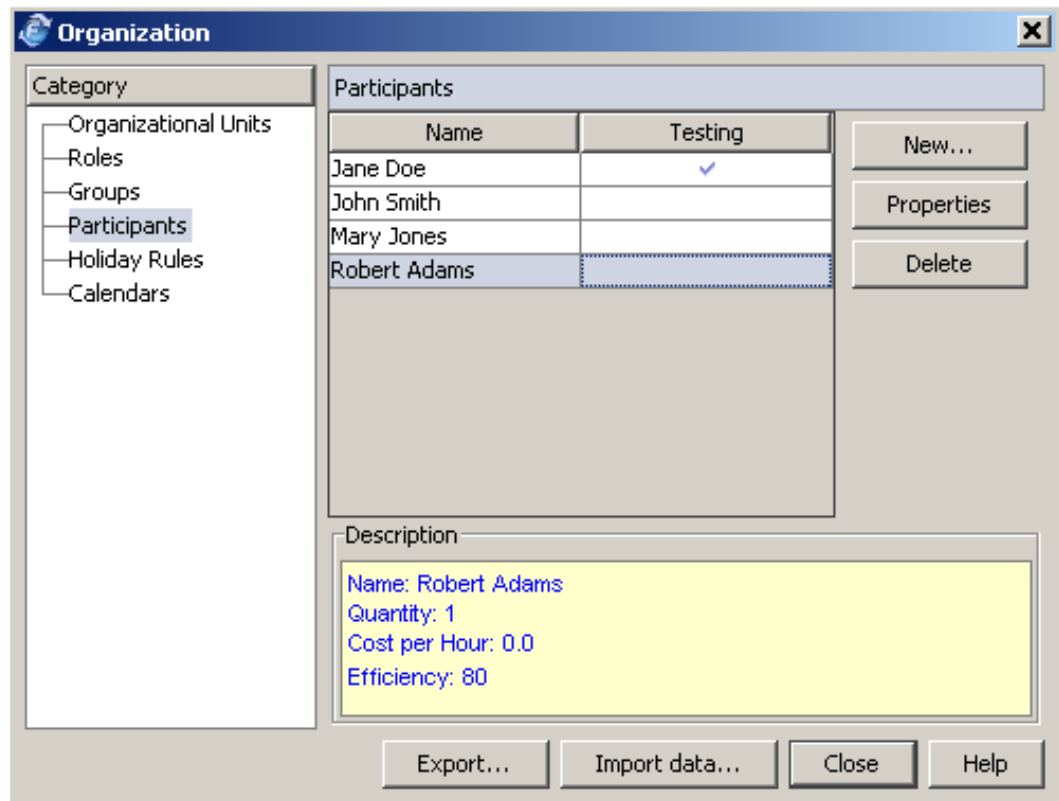 Organization
Category
Organizational Units
Roles
Groups
Participants
Holiday Rules
Calendars
Participants
Name Testing
Jane Doe
John Smith
Mary Jones
Robert Adams
New...
Properties
Delete
Description
Name: Robert Adams
Quantity: 1
Cost per Hour: 0.0
Efficiency: 80
Export... Import data... Close Help